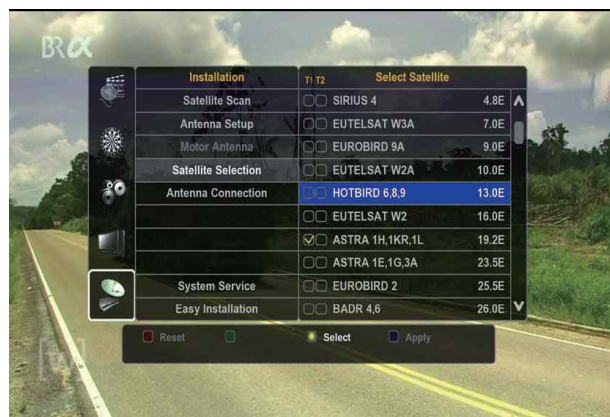 BRα
Installation
T1 T2 Select Satellite
Satellite Scan
SIRIUS 4 4.8E
Antenna Setup
EUTELSAT W3A 7.0E
Motor Antenna
EUROBIRD 9A 9.0E
Satellite Selection
EUTELSAT W2A 10.0E
Antenna Connection
HOTBIRD 6,8,9 13.0E
EUTELSAT W2 16.0E
ASTRA 1H,1KR,1L 19.2E
ASTRA 1E,1G,3A 23.5E
System Service
EUROBIRD 2 25.5E
Easy Installation
BADR 4,6 26.0E
Reset
Select
Apply